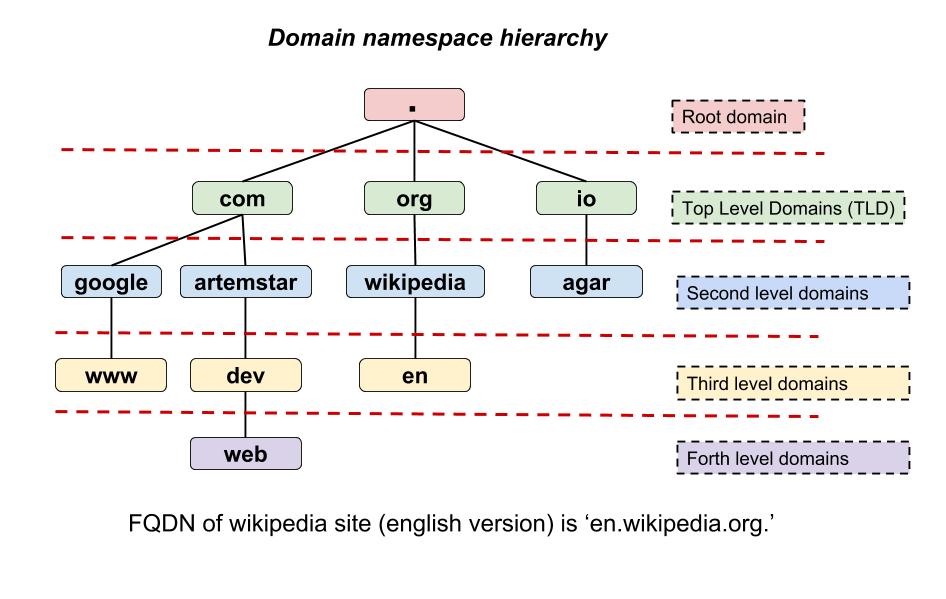 Domain namespace hierarchy
.
Root domain
com
org
io
Top Level Domains (TLD)
google
artemstar
wikipedia
agar
Second level domains
www
dev
en
Third level domains
web
Forth level domains
FQDN of wikipedia site (english version) is ‘en.wikipedia.org.’